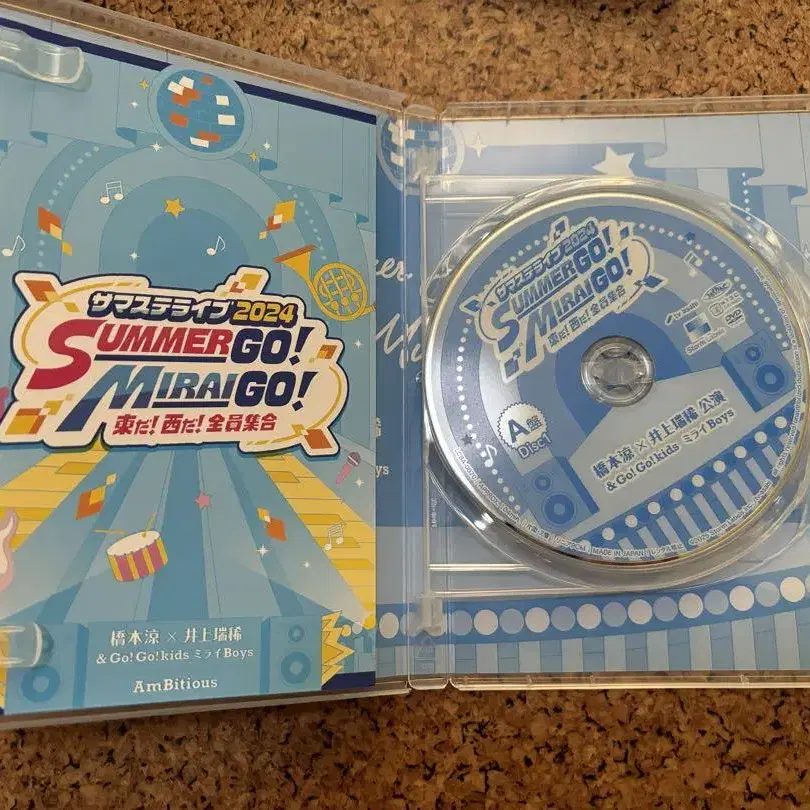 サマステライブ2024
SUMMER GO!
MIRAI GO!
東だ! 西だ! 全員集合
橋本涼 × 井上瑞稀
& Go!Go!kids ミライBoys
AmBitious
サマステライブ2024
SUMMER GO!
MIRAI GO!
東だ! 西だ! 全員集合
DVD
A盤
Disc1
橋本涼 × 井上瑞稀 公演
& Go!Go!kids ミライBoys
MADE IN JAPAN